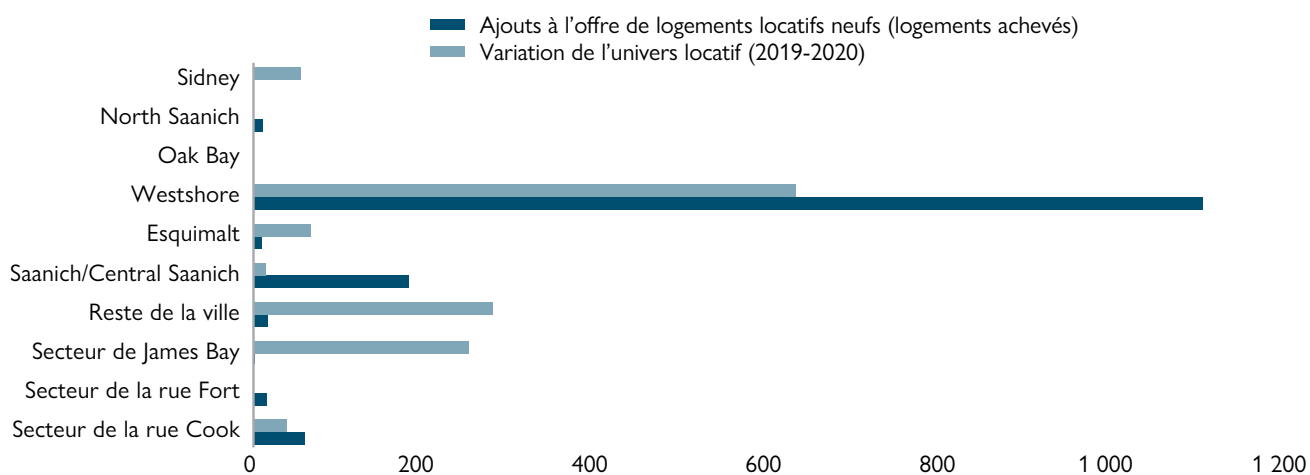 Ajouts à l’offre de logements locatifs neufs (logements achevés)
Variation de l’univers locatif (2019-2020)
Sidney
North Saanich
Oak Bay
Westshore
Esquimalt
Saanich/Central Saanich
Reste de la ville
Secteur de James Bay
Secteur de la rue Fort
Secteur de la rue Cook
0 200 400 600 800 1 000 1 200